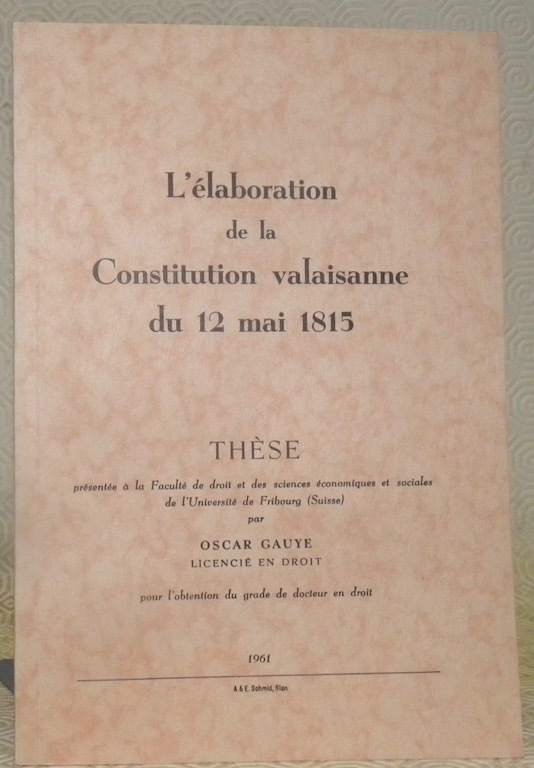 L'élaboration
de la
Constitution valaisanne
du 12 mai 1815
THÈSE
présentée à la Faculté de droit et des sciences économiques et sociales
de l'Université de Fribourg (Suisse)
par
OSCAR GAUYE
LICENCIÉ EN DROIT
pour l'obtention du grade de docteur en droit
1961
A. & E. Schmid, Sion